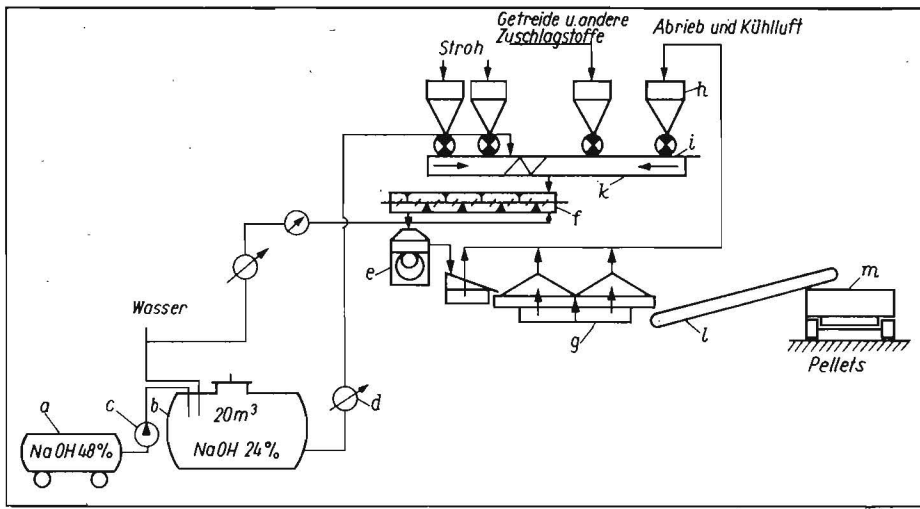 Getreide u. andere
Zuschlagstoffe
Abrieb und Kühlluft
Stroh
h
i
k
f
e
g
l
m
Pellets
Wasser
a
c
b
d
20m³
NaOH 48%
NaOH 24%